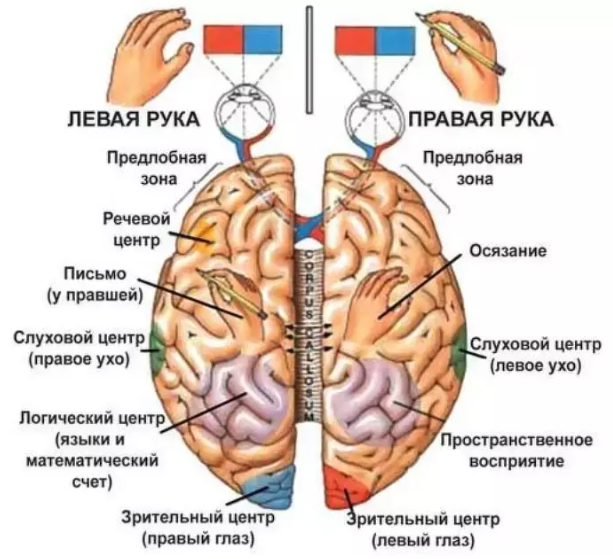 ЛЕВАЯ РУКА
ПРАВАЯ РУКА
Предлобная
зона
Предлобная
зона
Речевой
центр
Осязание
Письмо
(у правшей)
CORPUS CALLOSUM
Слуховой центр
(правое ухо)
Слуховой центр
(левое ухо)
Логический центр
(языки и
математический
счет)
Пространственное
восприятие
Зрительный центр
(правый глаз)
Зрительный центр
(левый глаз)